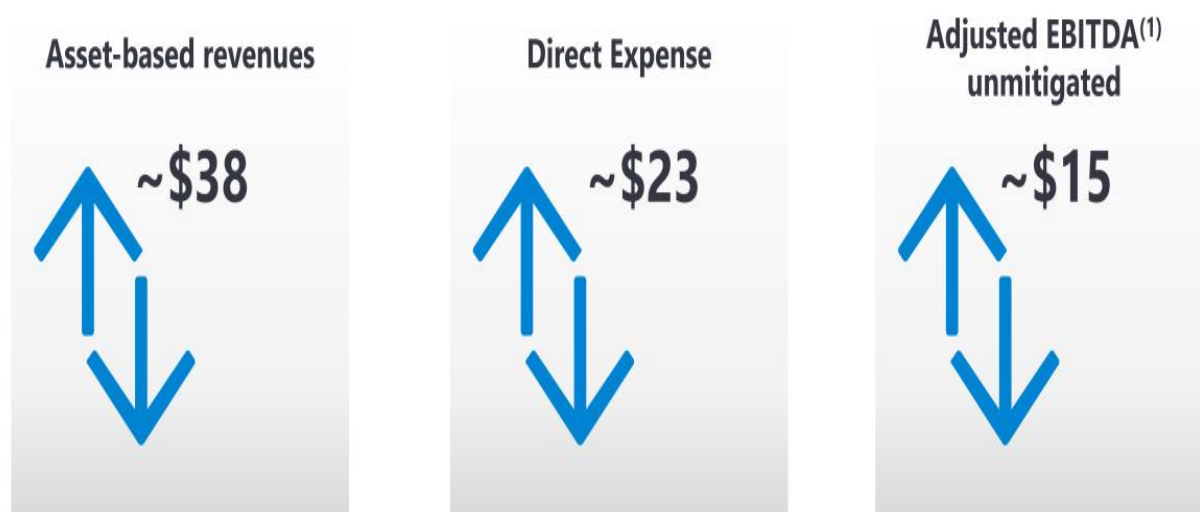 Asset-based revenues
~$38
Direct Expense
~$23
Adjusted EBITDA(1)
unmitigated
~$15